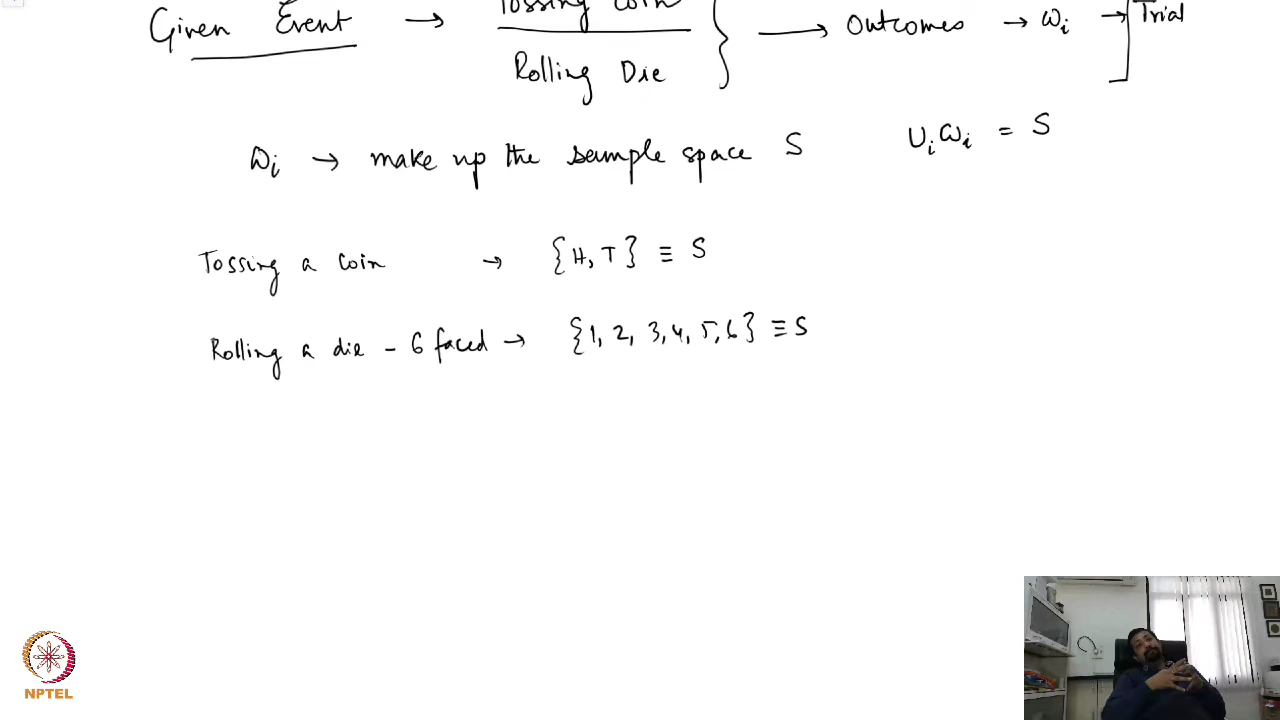 Tossing Coin
Given Event → } → Outcomes → ωi → ] Trial
Rolling Die
ωi → make up the sample space S Uiωi = S
Tossing a coin → {H, T} ≡ S
Rolling a die - 6 faced → {1, 2, 3, 4, 5, 6} ≡ S
NPTEL